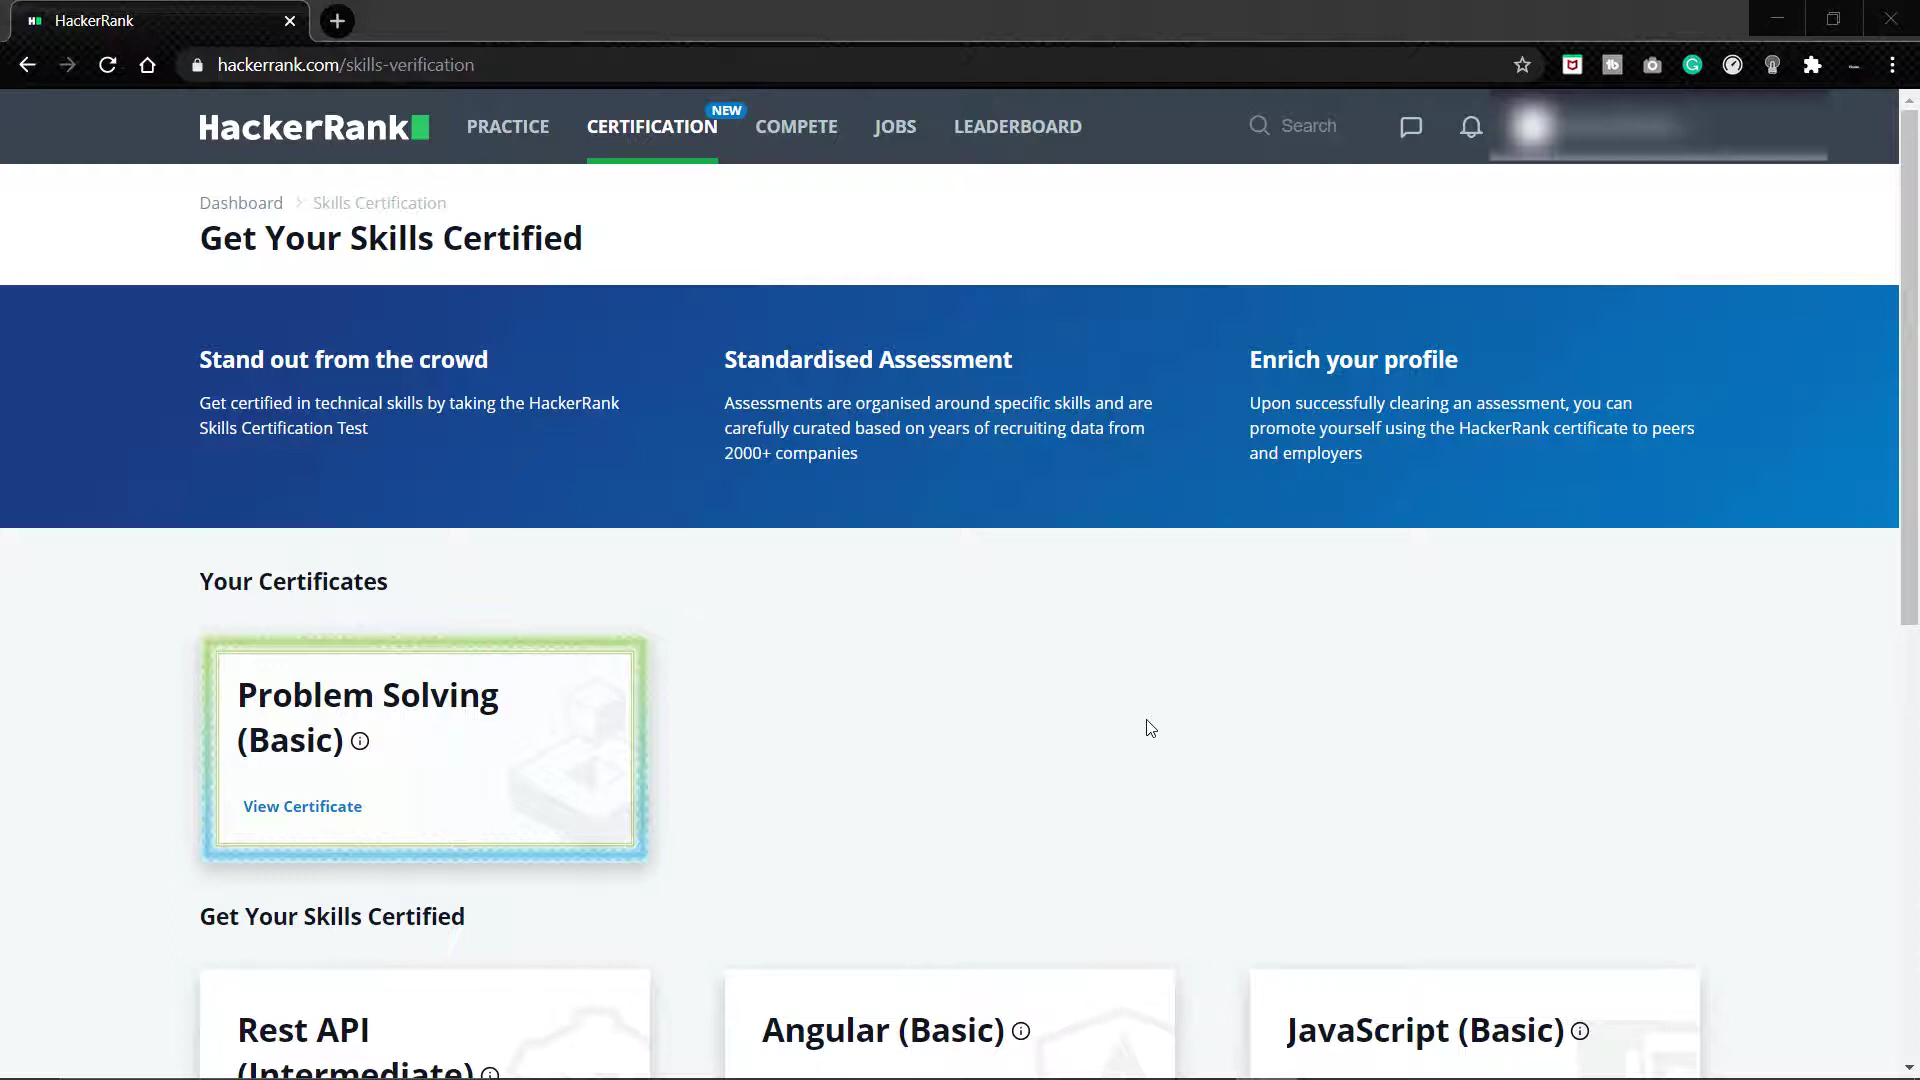 HackerRank
hackerrank.com/skills-verification
HackerRank
PRACTICE
CERTIFICATION
NEW
COMPETE
JOBS
LEADERBOARD
Search
Dashboard
Skills Certification
Get Your Skills Certified
Stand out from the crowd
Get certified in technical skills by taking the HackerRank
Skills Certification Test
Standardised Assessment
Assessments are organised around specific skills and are
carefully curated based on years of recruiting data from
2000+ companies
Enrich your profile
Upon successfully clearing an assessment, you can
promote yourself using the HackerRank certificate to peers
and employers
Your Certificates
Problem Solving
(Basic)
View Certificate
Get Your Skills Certified
Rest API
(Intermediate)
Angular (Basic)
JavaScript (Basic)